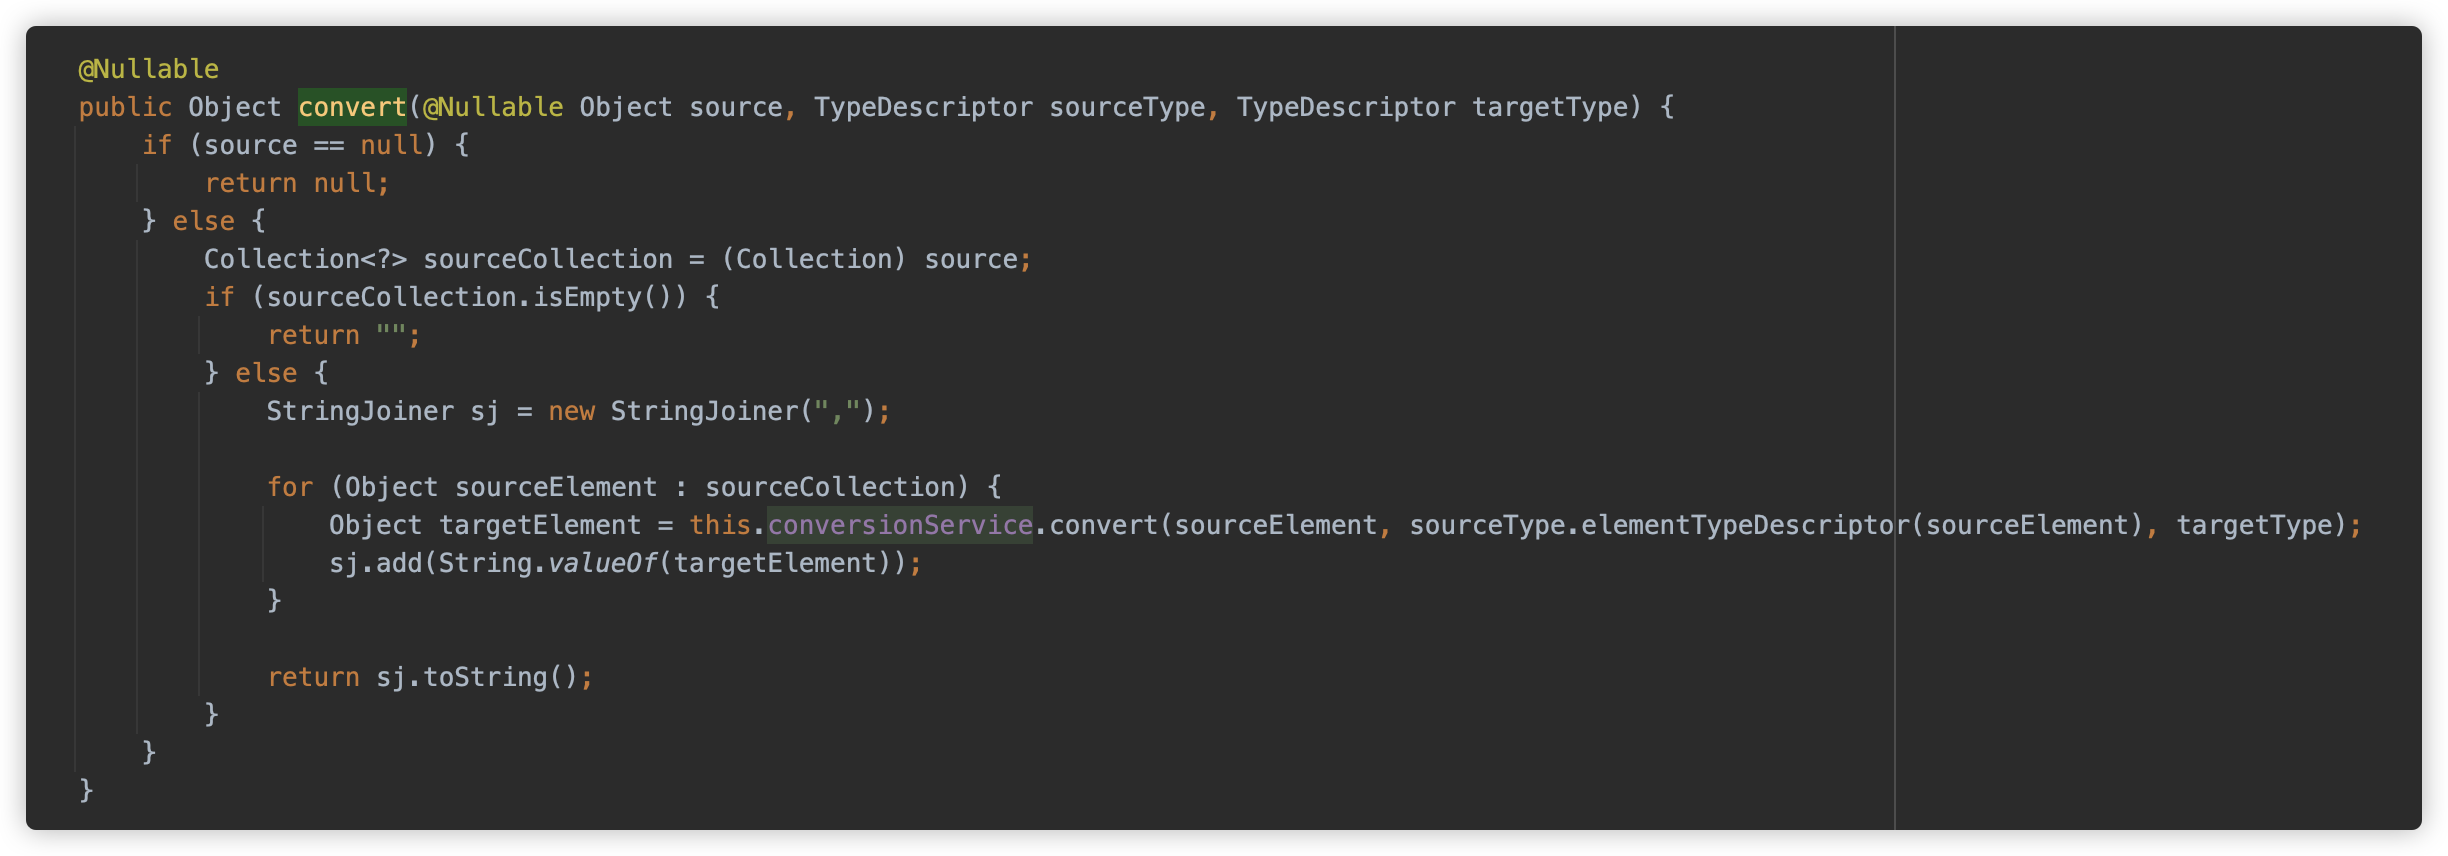 @Nullable
public Object convert(@Nullable Object source, TypeDescriptor sourceType, TypeDescriptor targetType) {
    if (source == null) {
        return null;
    } else {
        Collection<?> sourceCollection = (Collection) source;
        if (sourceCollection.isEmpty()) {
            return "";
        } else {
            StringJoiner sj = new StringJoiner(",");

            for (Object sourceElement : sourceCollection) {
                Object targetElement = this.conversionService.convert(sourceElement, sourceType.elementTypeDescriptor(sourceElement), targetType);
                sj.add(String.valueOf(targetElement));
            }

            return sj.toString();
        }
    }
}